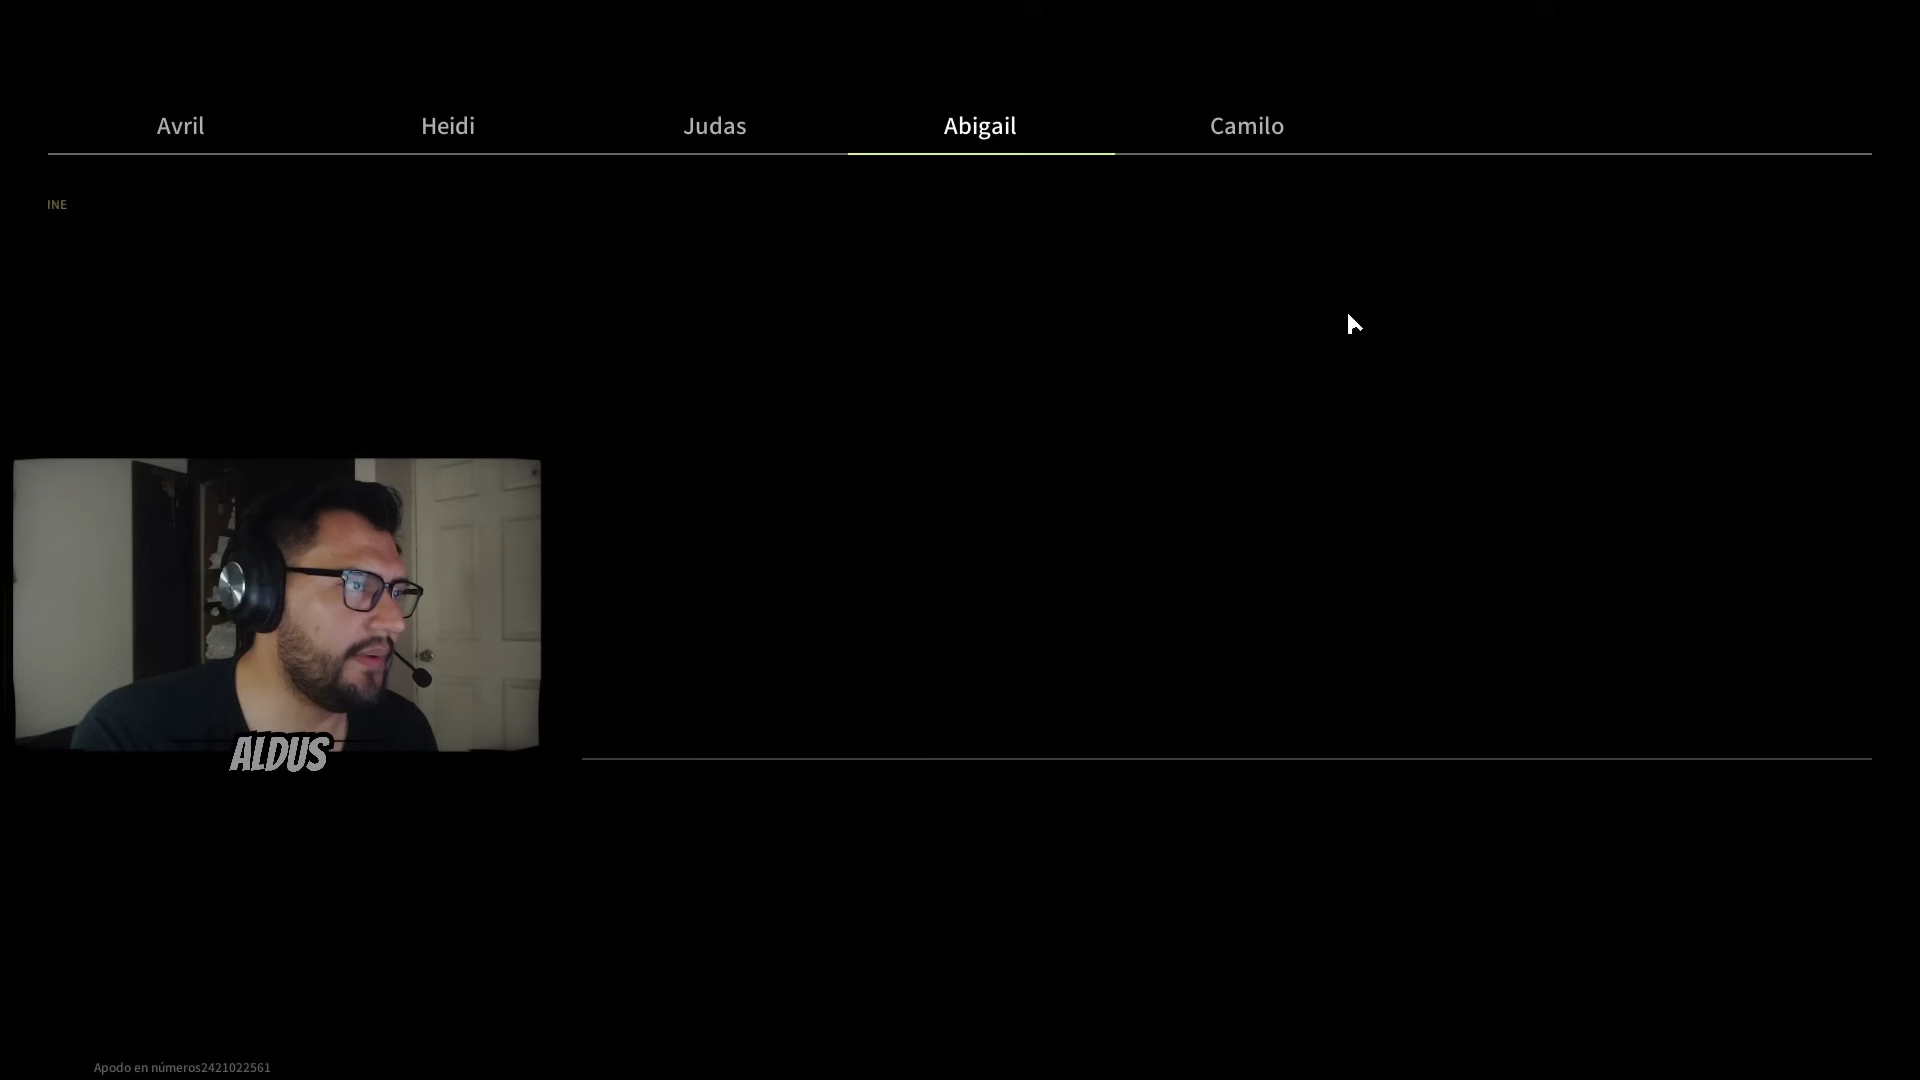 Avril Heidi Judas Abigail Camilo
INE
ALDUS
Apodo en números2421022561